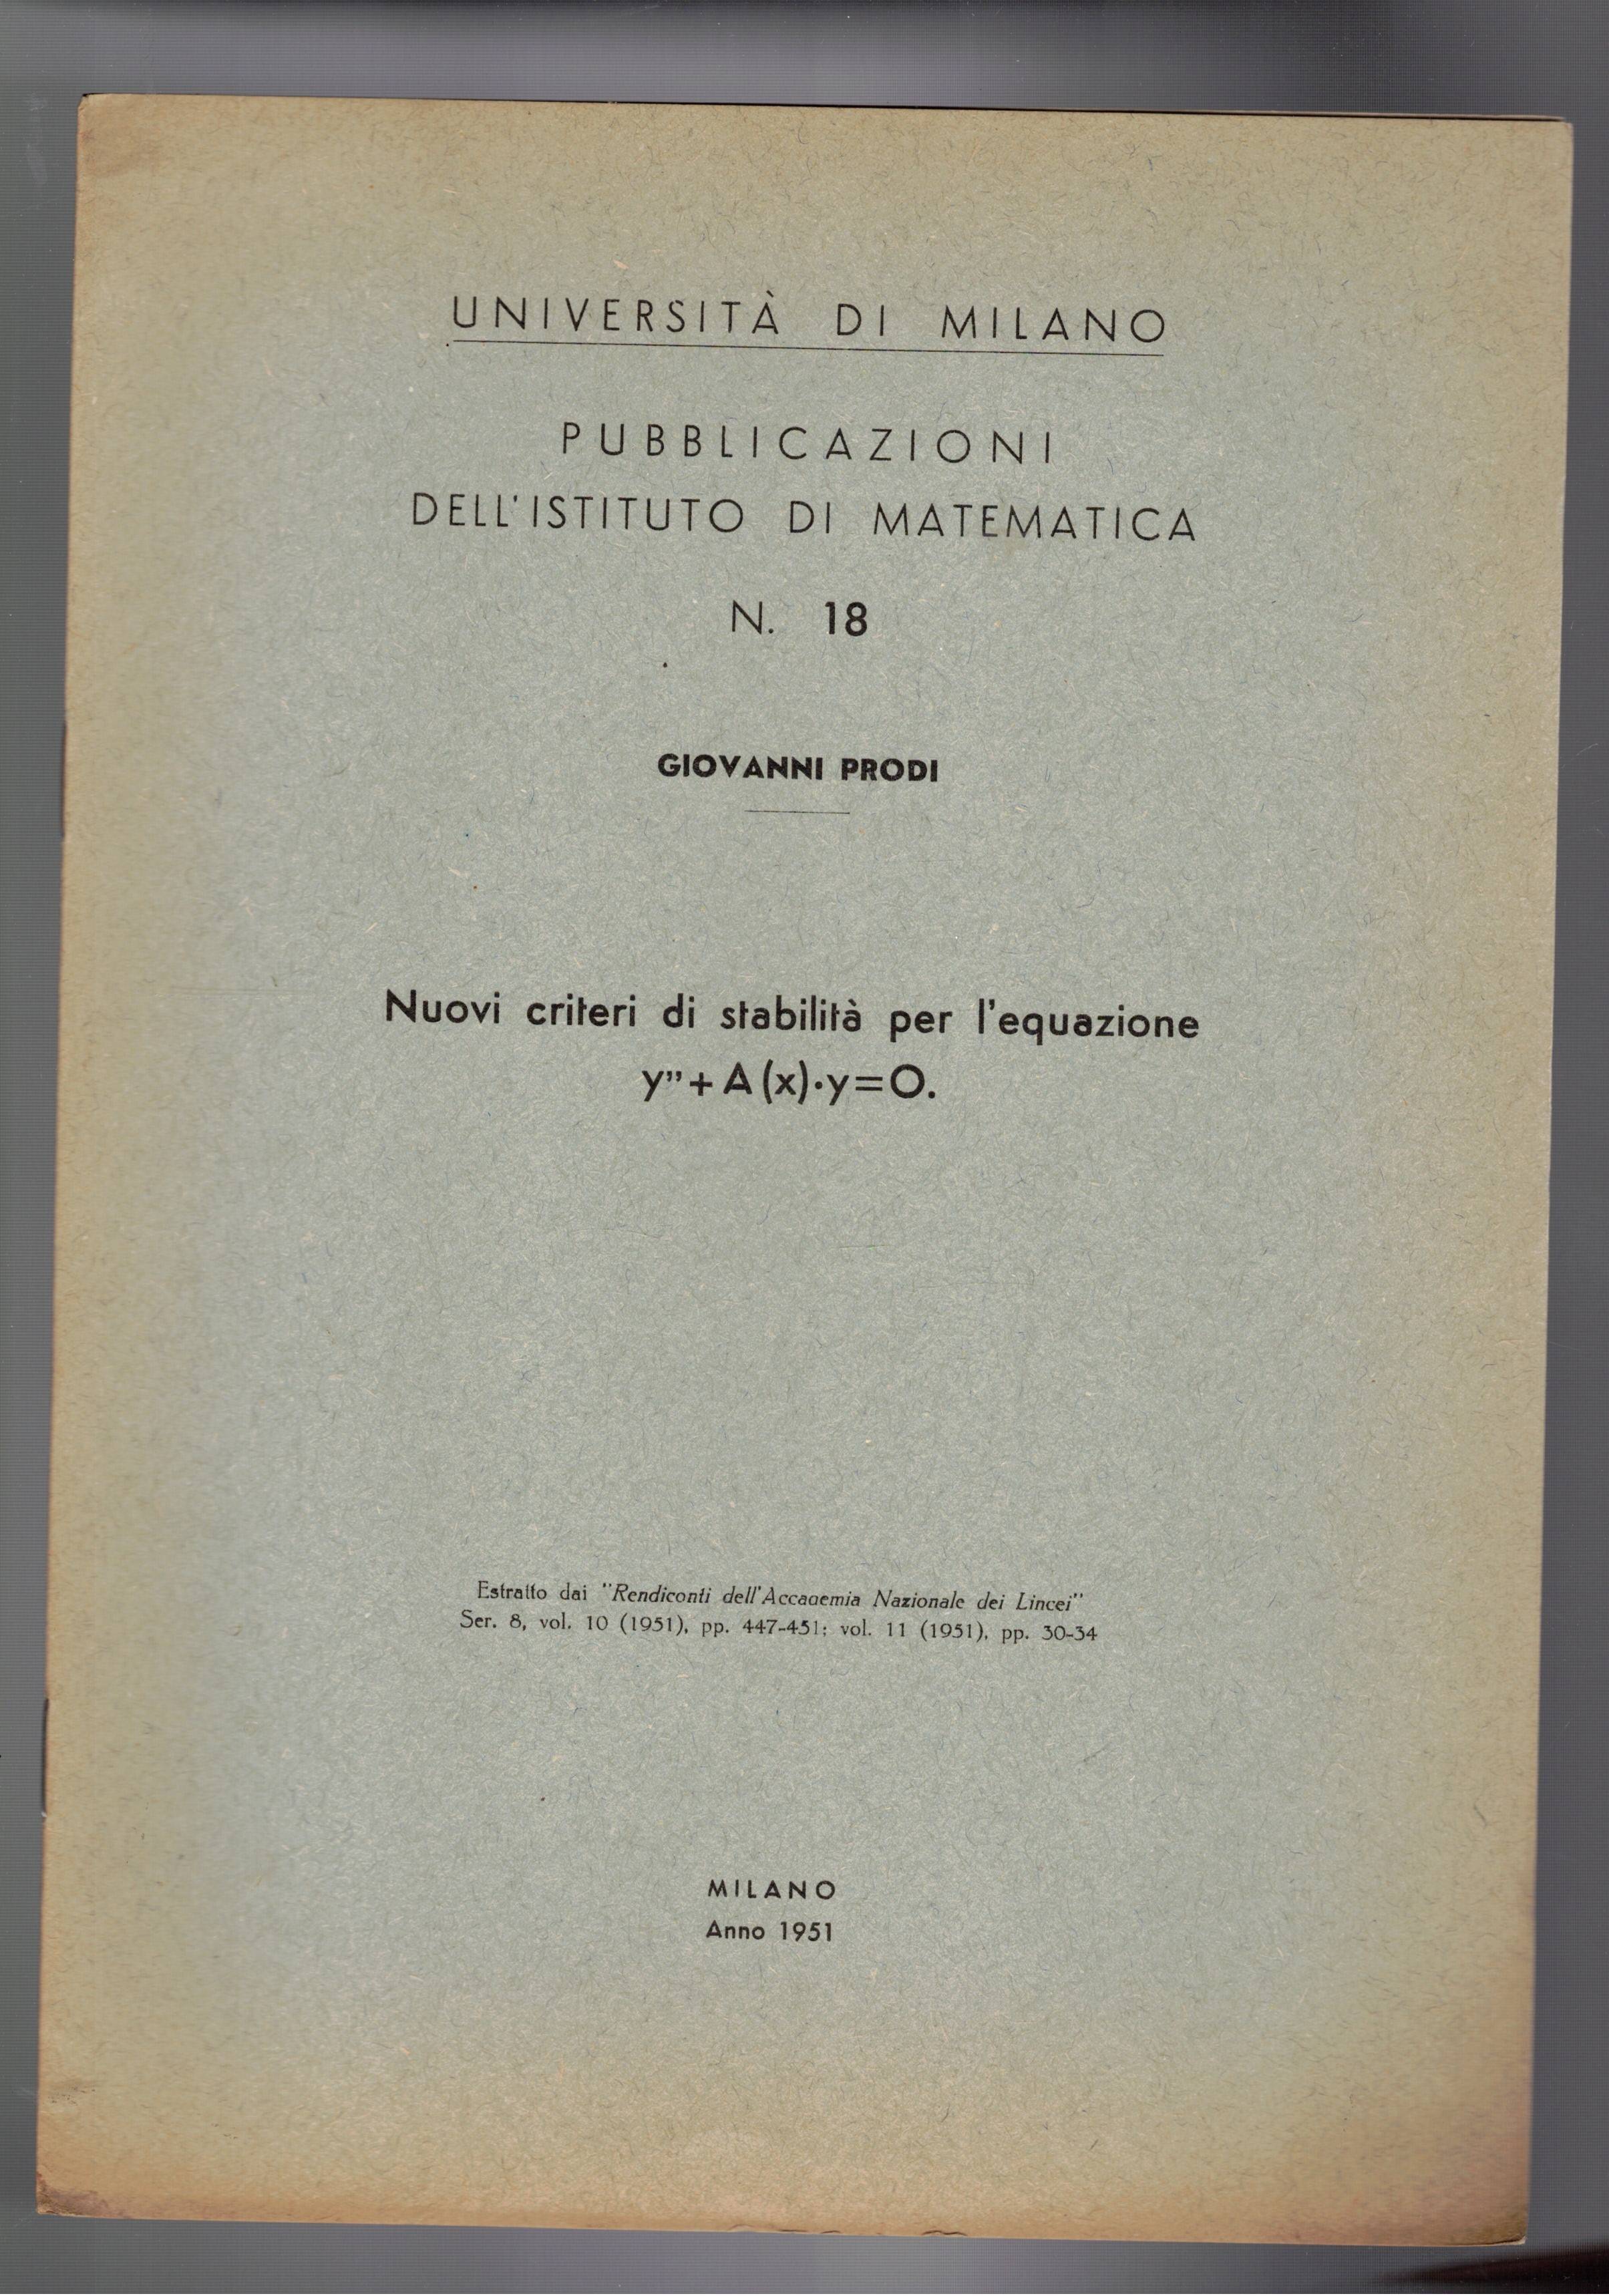 UNIVERSITÀ DI MILANO
PUBBLICAZIONI
DELL'ISTITUTO DI MATEMATICA
N. 18
GIOVANNI PRODI
Nuovi criteri di stabilità per l'equazione
y''+A(x)·y=O.
Estratto dai "Rendiconti dell'Accademia Nazionale dei Lincei"
Ser. 8, vol. 10 (1951), pp. 447-451; vol. 11 (1951), pp. 30-34
MILANO
Anno 1951